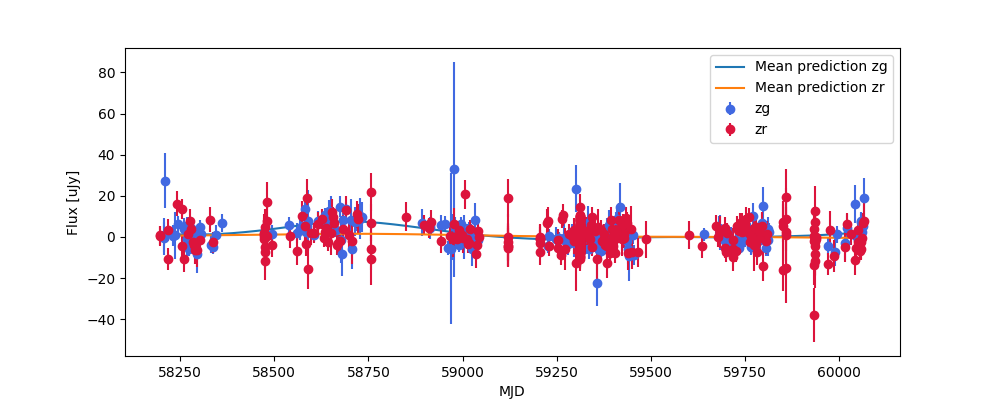 Mean prediction zg
Mean prediction zr
zg
zr
80
60
40
20
0
−20
−40
Flux [uJy]
58250
58500
58750
59000
59250
59500
59750
60000
MJD